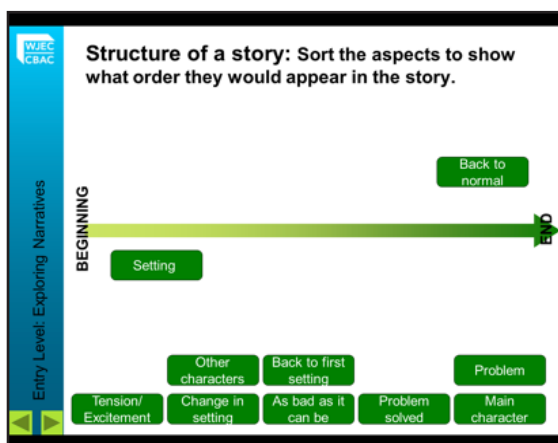 WJEC
CBAC
Structure of a story: Sort the aspects to show
what order they would appear in the story.
Entry Level: Exploring Narratives
Back to
normal
BEGINNING
END
Setting
Other
characters
Back to first
setting
Problem
Tension/
Excitement
Change in
setting
As bad as it
can be
Problem
solved
Main
character